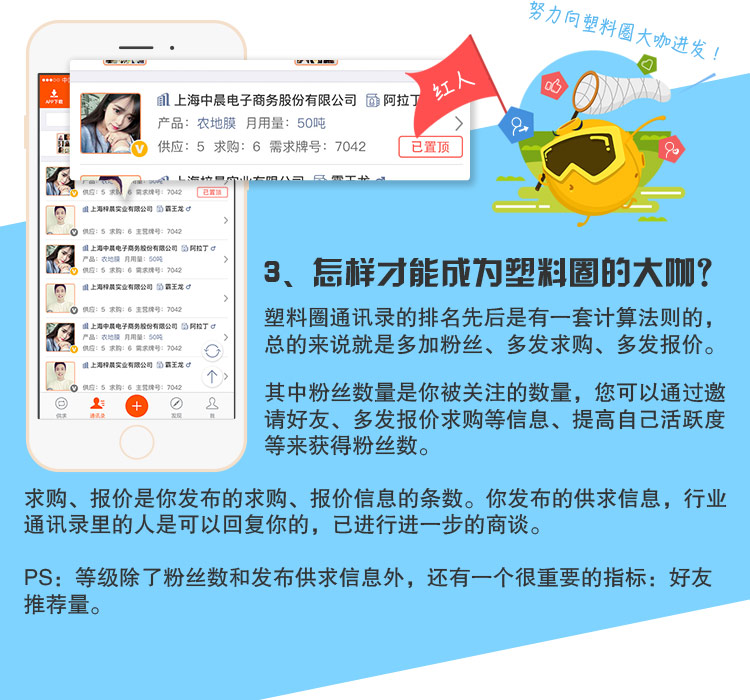 努力向塑料圈大咖进发！
APP下载
上海中晨电子商务股份有限公司 阿拉丁
红人
产品：农地膜 月用量：50吨
供应：5 求购：6 需求牌号：7042
已置顶
上海梓晨实业有限公司 霸王龙
供应：5 求购：6 需求牌号：7042
已置顶
上海梓晨实业有限公司 霸王龙
供应：5 求购：6 主营牌号：7042
上海中晨电子商务股份有限公司 阿拉丁
产品：农地膜 月用量：50吨
供应：5 求购：6 需求牌号：7042
上海梓晨实业有限公司 霸王龙
供应：5 求购：6 主营牌号：7042
上海中晨电子商务股份有限公司 阿拉丁
产品：农地膜 月用量：50吨
供应：5 求购：6 需求牌号：7042
上海梓晨实业有限公司 霸王龙
供应：5 求购：6 主营牌号：7042
供求 通讯录 发现 我
3、怎样才能成为塑料圈的大咖？
塑料圈通讯录的排名先后是有一套计算法则的，
总的来说就是多加粉丝、多发求购、多发报价。
其中粉丝数量是你被关注的数量，您可以通过邀
请好友、多发报价求购等信息、提高自己活跃度
等来获得粉丝数。
求购、报价是你发布的求购、报价信息的条数。你发布的供求信息，行业
通讯录里的人是可以回复你的，已进行进一步的商谈。
PS：等级除了粉丝数和发布供求信息外，还有一个很重要的指标：好友
推荐量。